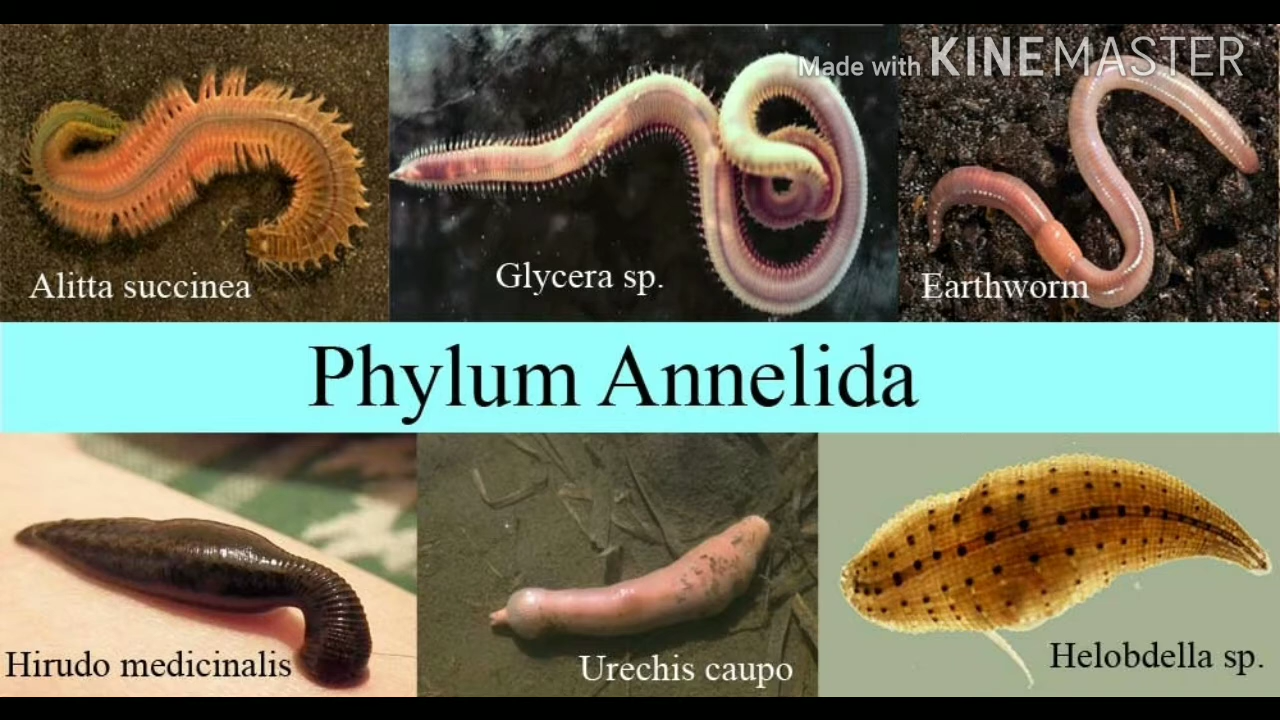 Made with KINEMASTER
Alitta succinea
Glycera sp.
Earthworm
Phylum Annelida
Hirudo medicinalis
Urechis caupo
Helobdella sp.